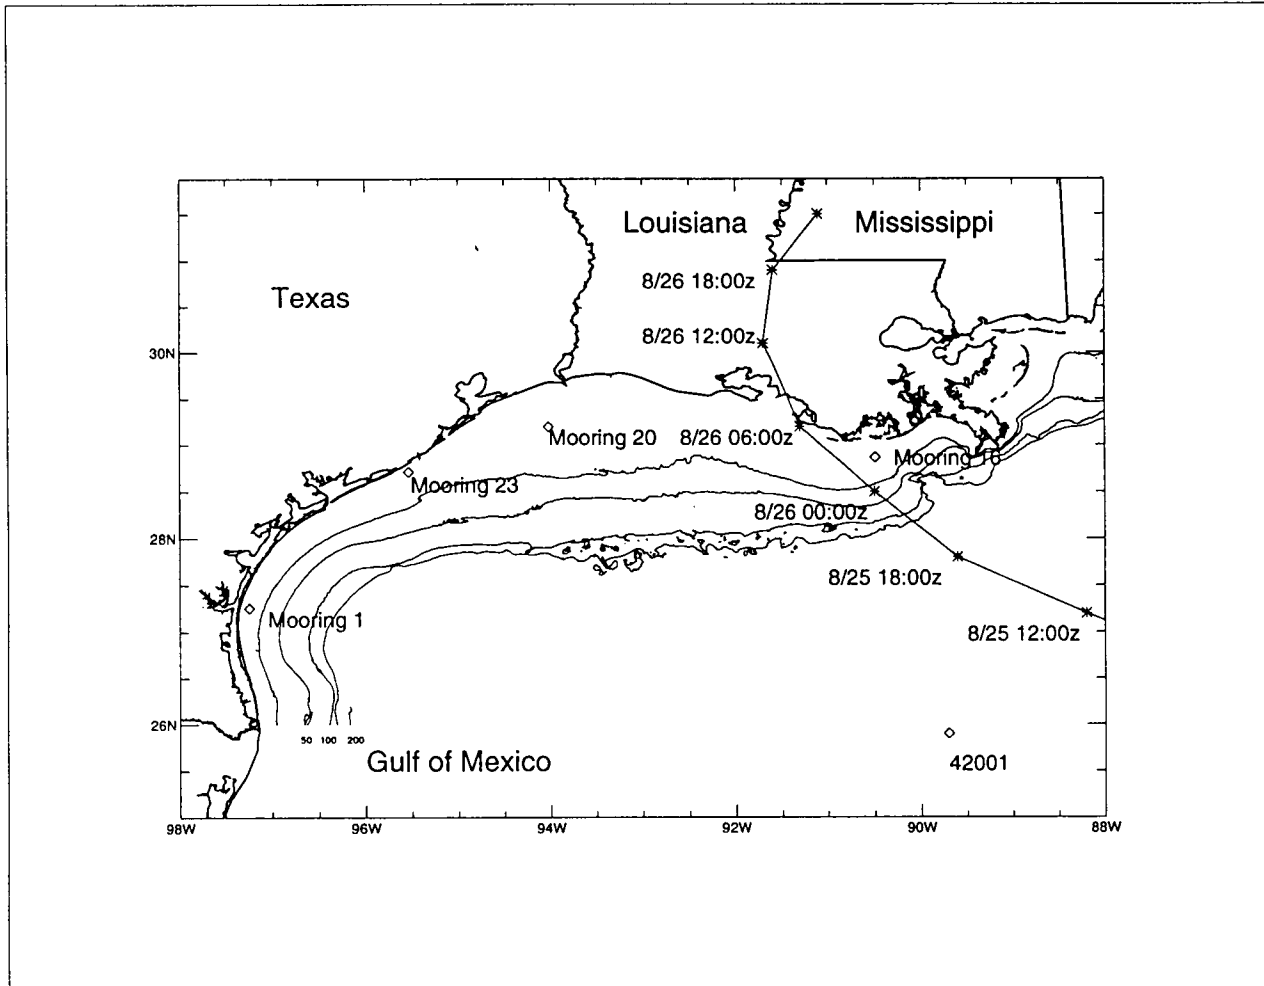 Louisiana
Mississippi
8/26 18:00z
Texas
8/26 12:00z
30N
Mooring 20
8/26 06:00z
Mooring
Mooring 23
8/26 00:00z
28N
8/25 18:00z
Mooring 1
8/25 12:00z
26N
50 100 200
Gulf of Mexico
42001
98W 96W 94W 92W 90W 88W